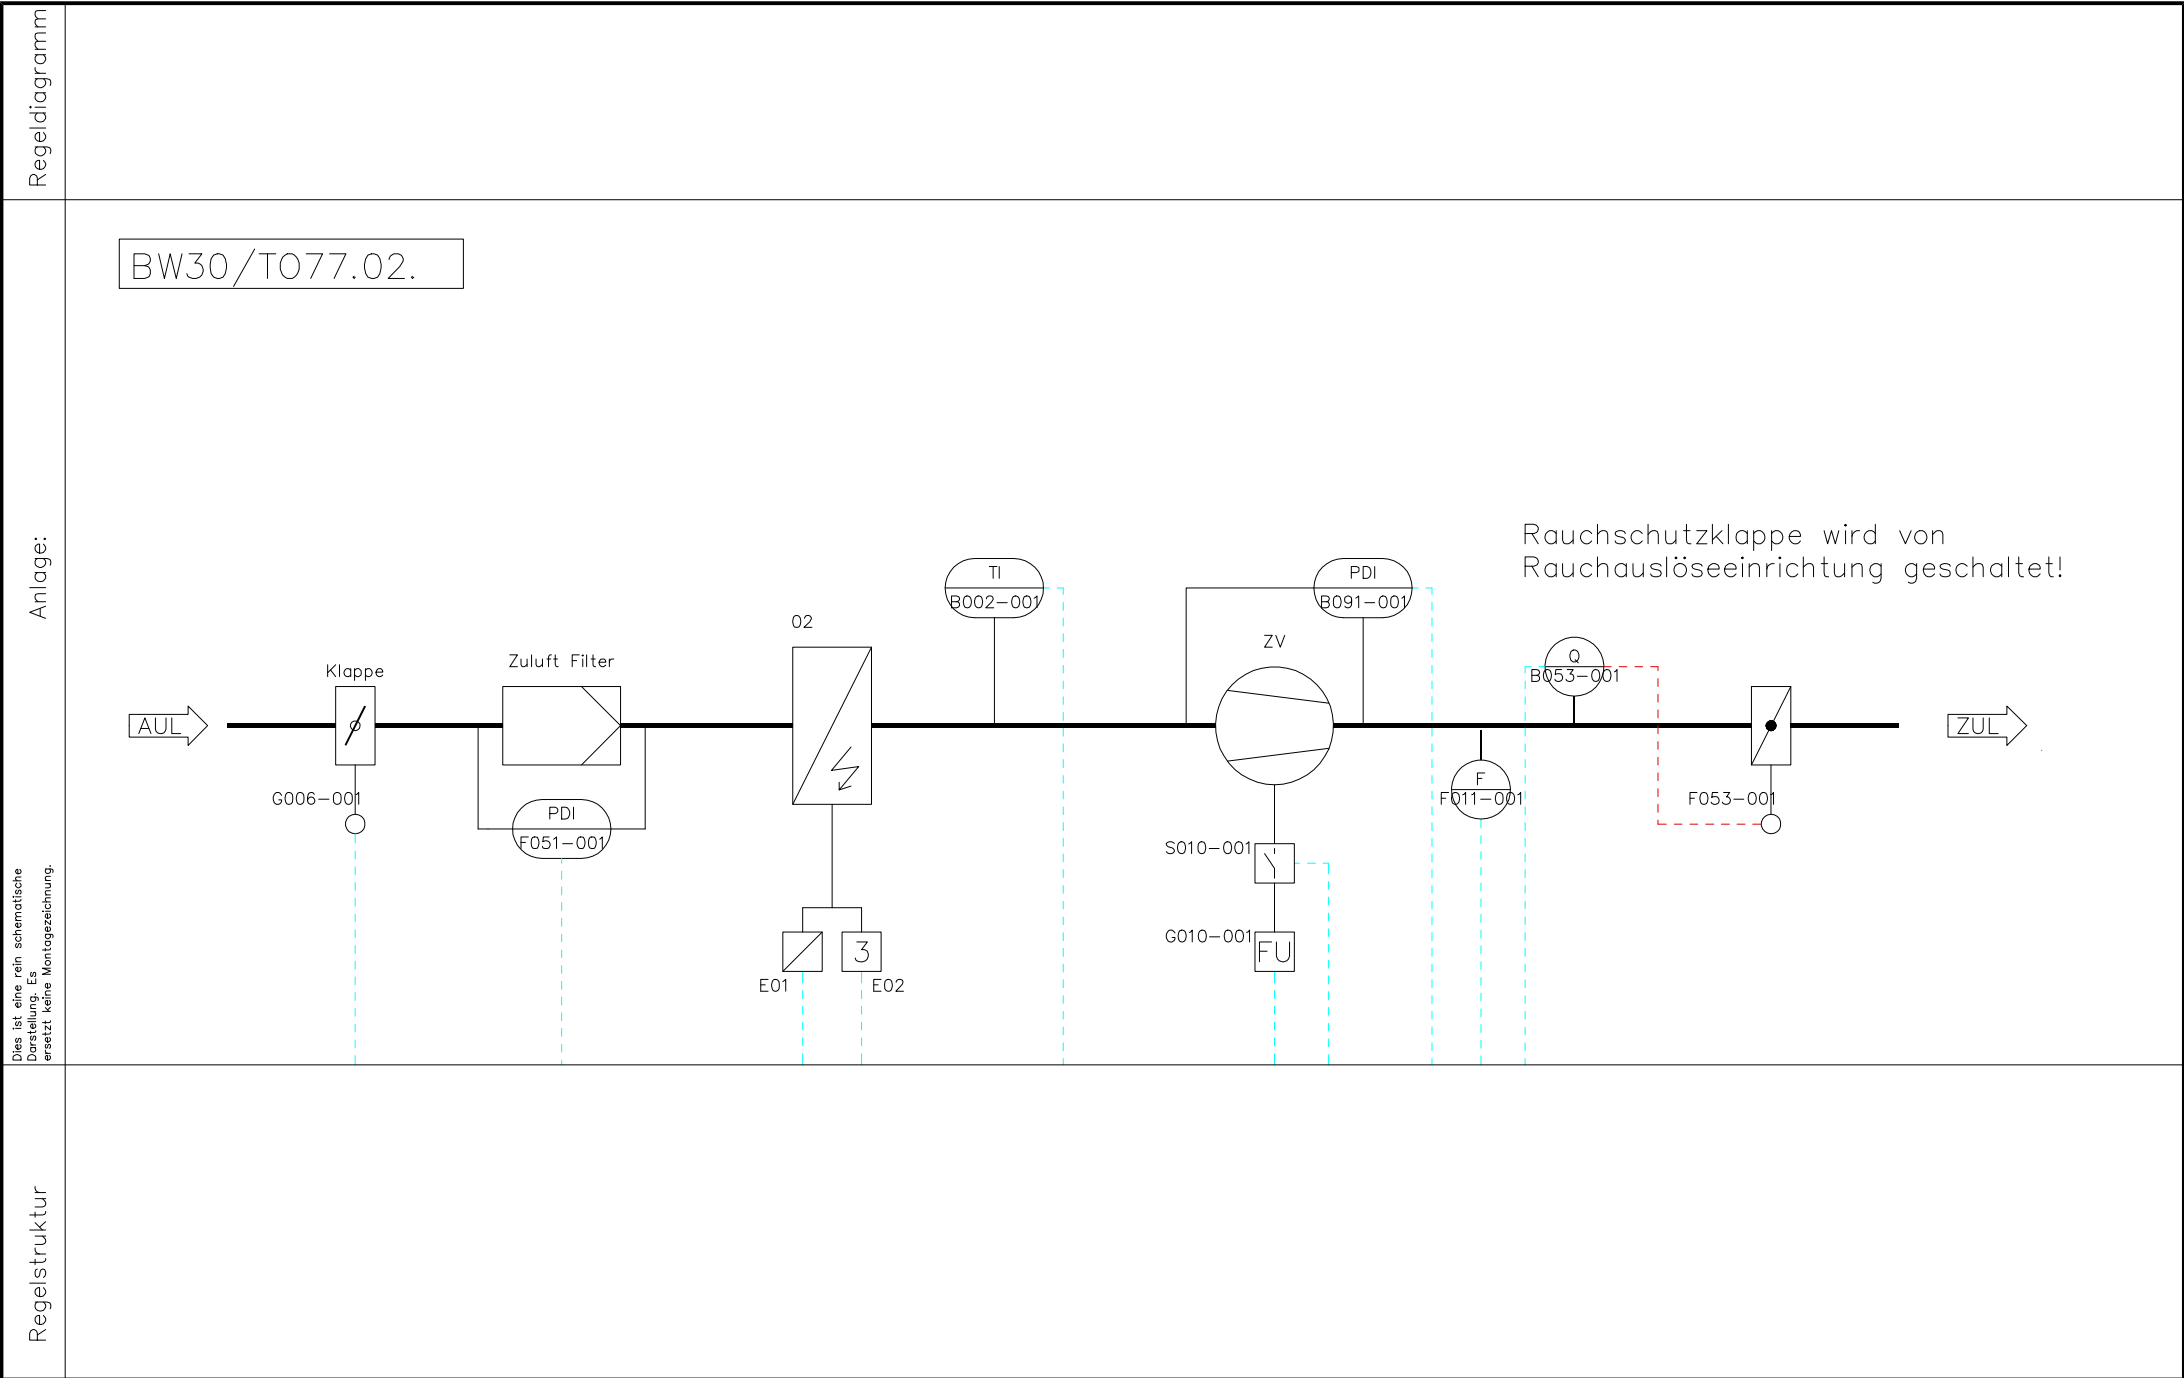 Regeldiagramm
BW30/T077.02.
Anlage:
Rauchschutzklappe wird von
Rauchauslöseeinrichtung geschaltet!
TI
B002-001
PDI
B091-001
02
ZV
Q
B053-001
Klappe
Zuluft Filter
AUL
ZUL
G006-001
PDI
F051-001
F
F011-001
F053-001
S010-001
G010-001
FU
3
E01
E02
Dies ist eine rein schematische
Darstellung. Es
ersetzt keine Montagezeichnung.
Regelstruktur